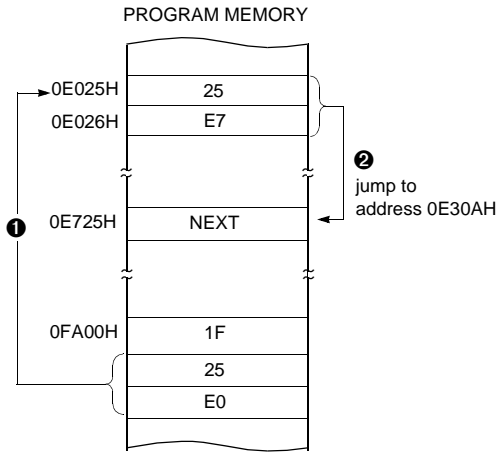 PROGRAM MEMORY
0E025H 25
0E026H E7
❷
jump to
address 0E30AH
❶ 0E725H NEXT
0FA00H 1F
25
E0